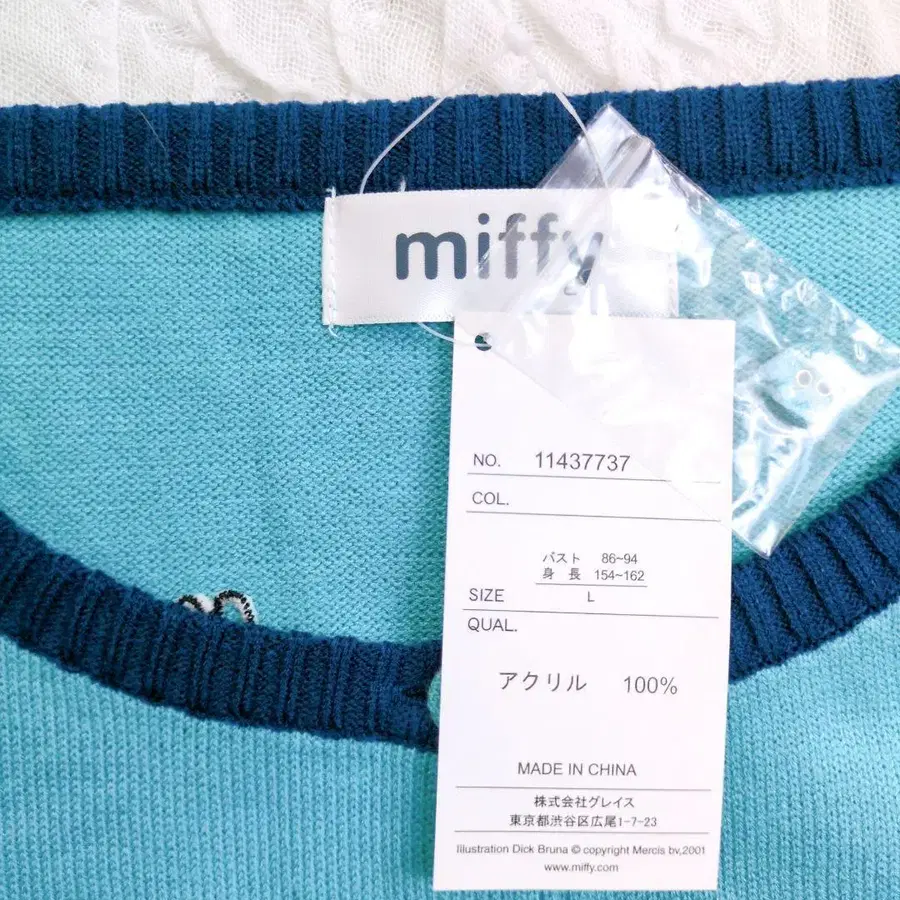 miffy
NO. 11437737
COL.
バスト 86~94
身長 154~162
SIZE L
QUAL.
アクリル 100%
MADE IN CHINA
株式会社グレイス
東京都渋谷区広尾1-7-23
Illustration Dick Bruna © copyright Mercis bv,2001
www.miffy.com